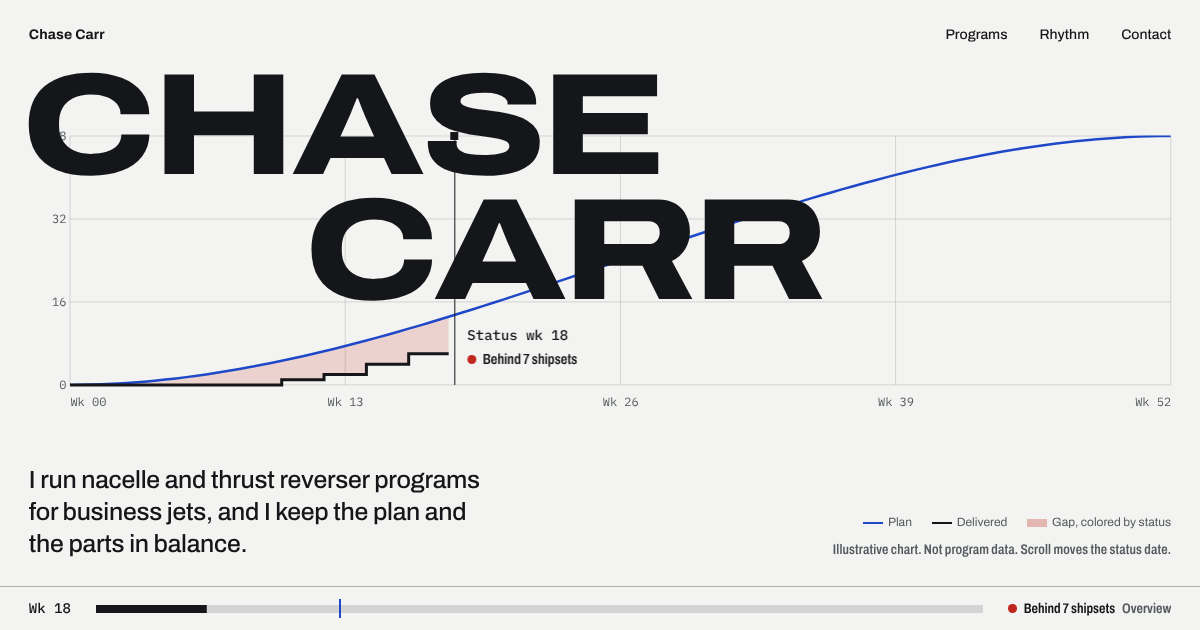 Chase Carr
Programs Rhythm Contact
CHASE
CARR
8
32
16
0
Status wk 18
Behind 7 shipsets
Wk 00 Wk 13 Wk 26 Wk 39 Wk 52
I run nacelle and thrust reverser programs
for business jets, and I keep the plan and
the parts in balance.
Plan Delivered Gap, colored by status
Illustrative chart. Not program data. Scroll moves the status date.
Wk 18
Behind 7 shipsets Overview